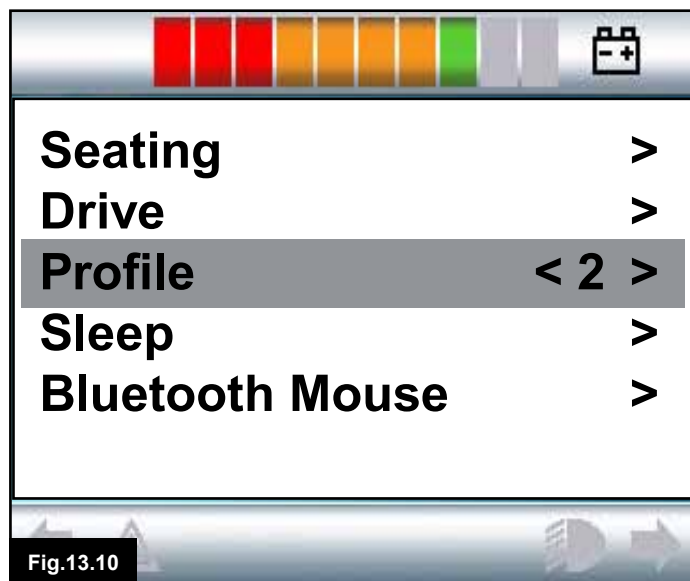 Seating >
Drive >
Profile < 2 >
Sleep >
Bluetooth Mouse >
Fig.13.10